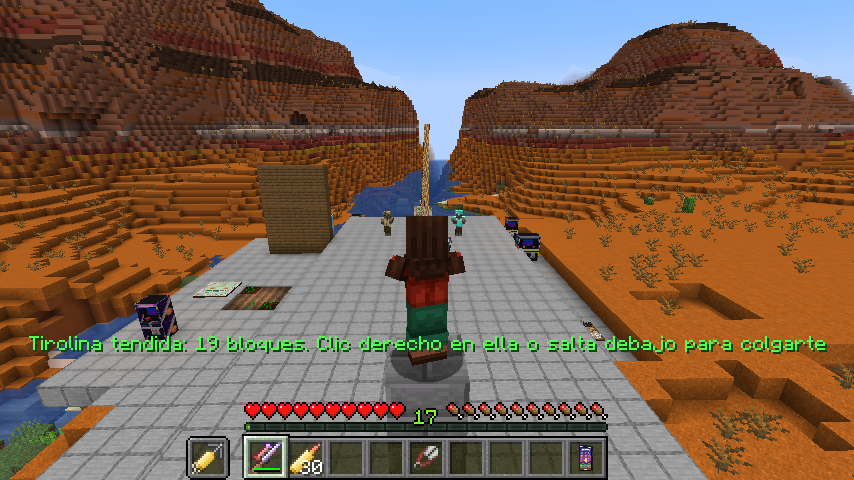 Tirolina tendida: 19 bloques. Clic derecho en ella o salta debajo para colgarte
17
30